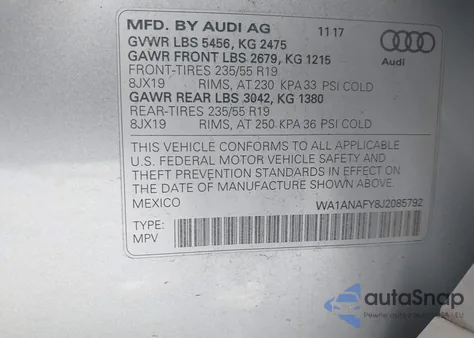 MFD. BY AUDI AG 11 17
GVWR LBS 5456, KG 2475
GAWR FRONT LBS 2679, KG 1215
FRONT-TIRES 235/55 R19
8JX19 RIMS, AT 230 KPA 33 PSI COLD
GAWR REAR LBS 3042, KG 1380
REAR-TIRES 235/55 R19
8JX19 RIMS, AT 250 KPA 36 PSI COLD
Audi
THIS VEHICLE CONFORMS TO ALL APPLICABLE
U.S. FEDERAL MOTOR VEHICLE SAFETY AND
THEFT PREVENTION STANDARDS IN EFFECT ON
THE DATE OF MANUFACTURE SHOWN ABOVE.
MEXICO WA1ANAFY8J2085792
TYPE:
MPV
autoSnap
Pewne auto EU